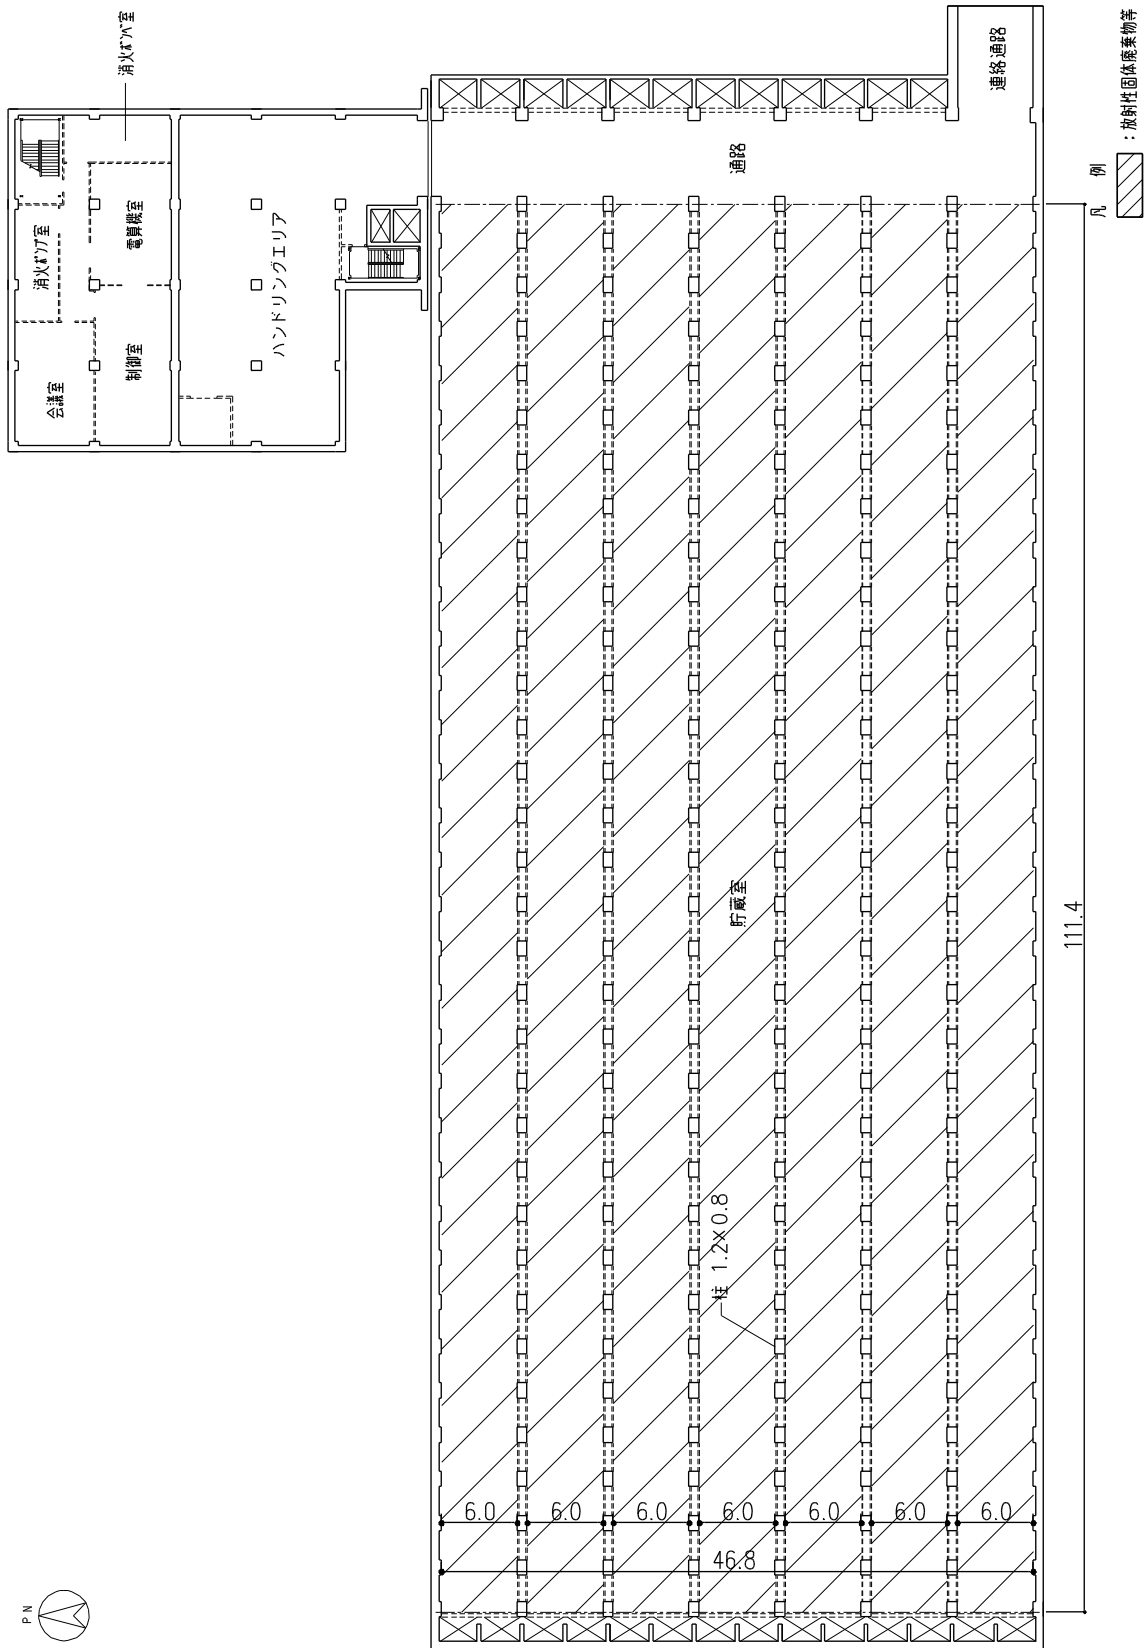 消火ボンベ室
連絡通路
通路
凡　例
：放射性固体廃棄物等
消火ポンプ室
電算機室
ハンドリングエリア
会議室
制御室
貯蔵室
111.4
柱 1.2×0.8
6.0
6.0
6.0
6.0
6.0
6.0
6.0
46.8
PN